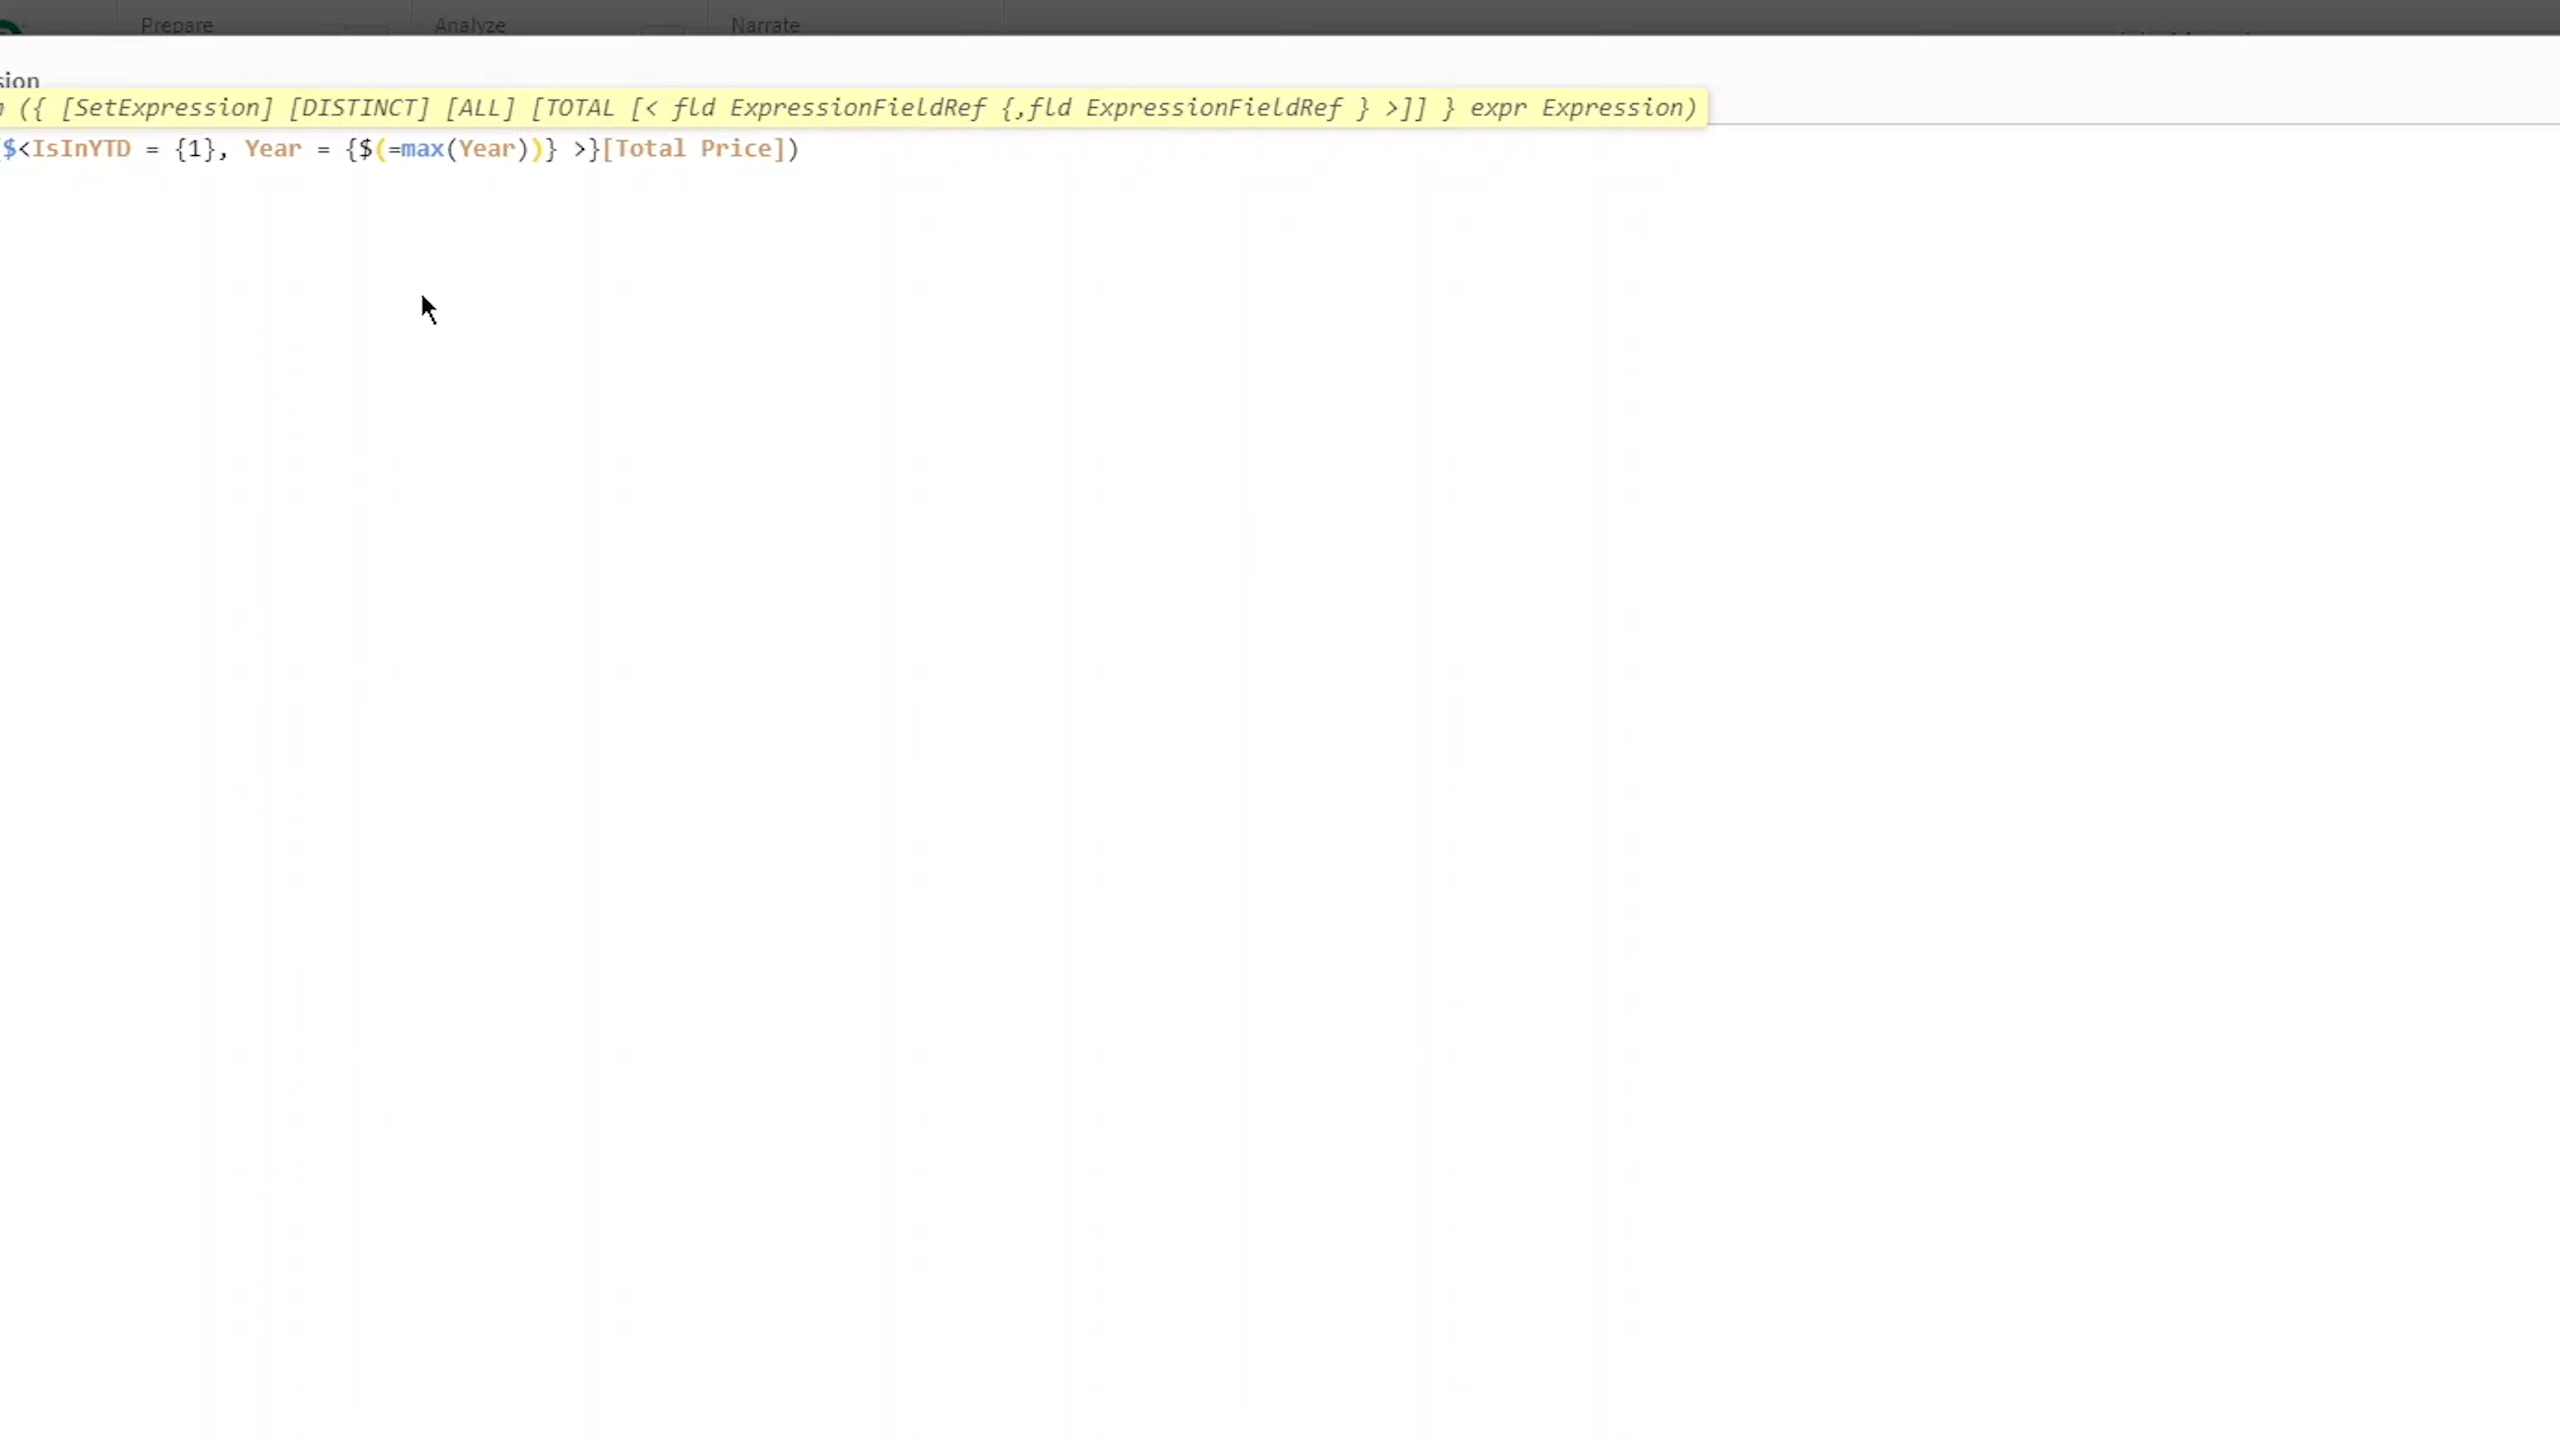 Prepare Analyze Narrate
sion
({ [SetExpression] [DISTINCT] [ALL] [TOTAL [< fld ExpressionFieldRef {,fld ExpressionFieldRef } >]] } expr Expression)
$<IsInYTD = {1}, Year = {$(=max(Year))} >}[Total Price])